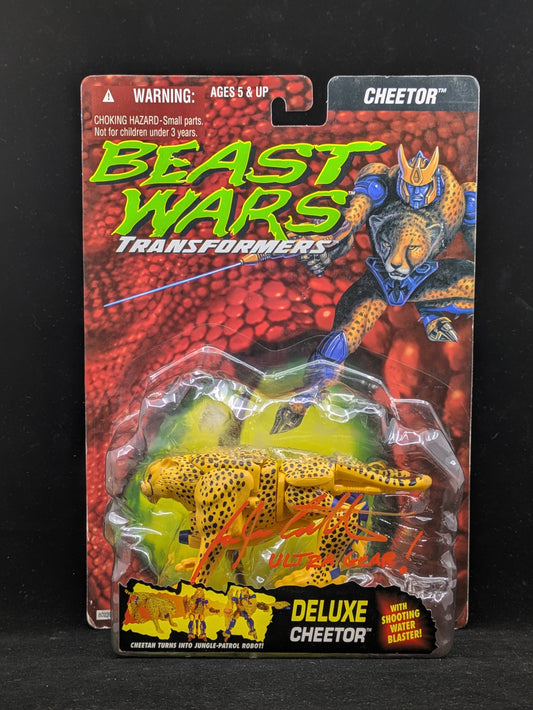 WARNING: AGES 5 & UP
CHOKING HAZARD-Small parts.
Not for children under 3 years.
CHEETOR™
BEAST
WARS™
TRANSFORMERS
ULTRA GEAR!
DELUXE
CHEETOR™
WITH
SHOOTING
WATER
BLASTER!
CHEETAH TURNS INTO JUNGLE-PATROL ROBOT!